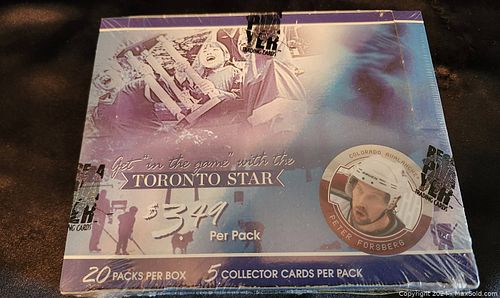 Get "in the game" with the
TORONTO STAR
$3.49
Per Pack
COLORADO AVALANCHE
PETER FORSBERG
20 PACKS PER BOX 5 COLLECTOR CARDS PER PACK
Copyright 2024 - MaxSold.com